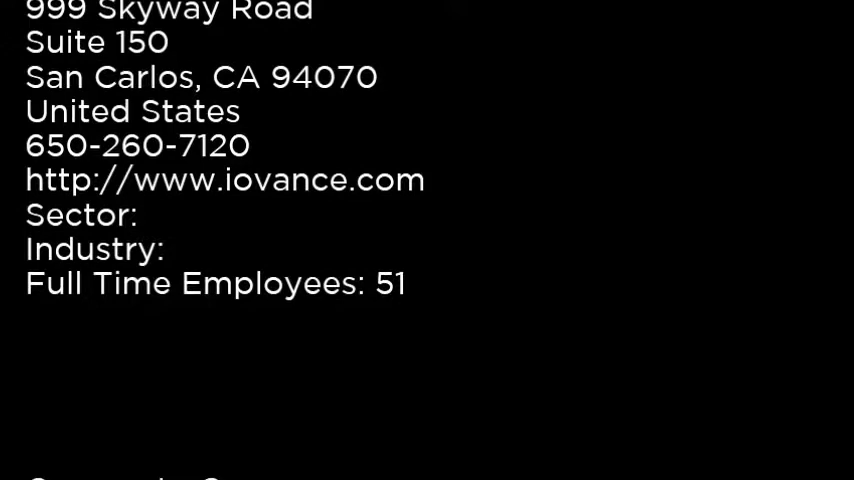 999 Skyway Road
Suite 150
San Carlos, CA 94070
United States
650-260-7120
http://www.iovance.com
Sector:
Industry:
Full Time Employees: 51